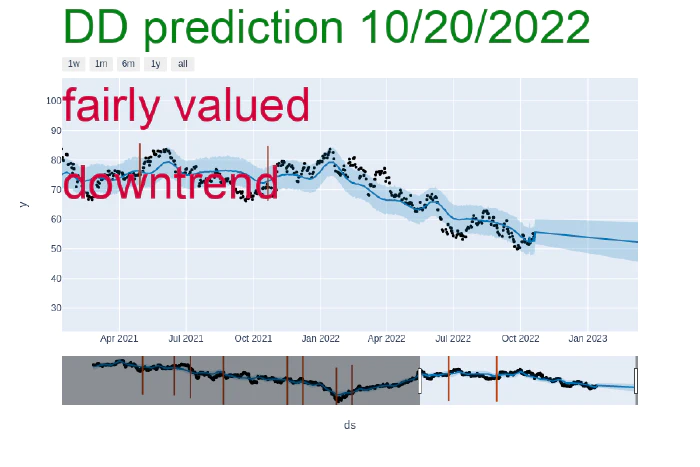 DD prediction 10/20/2022
1w 1m 6m 1y all
100
fairly valued
90
80
downtrend
70
y
60
50
40
30
Apr 2021 Jul 2021 Oct 2021 Jan 2022 Apr 2022 Jul 2022 Oct 2022 Jan 2023
ds